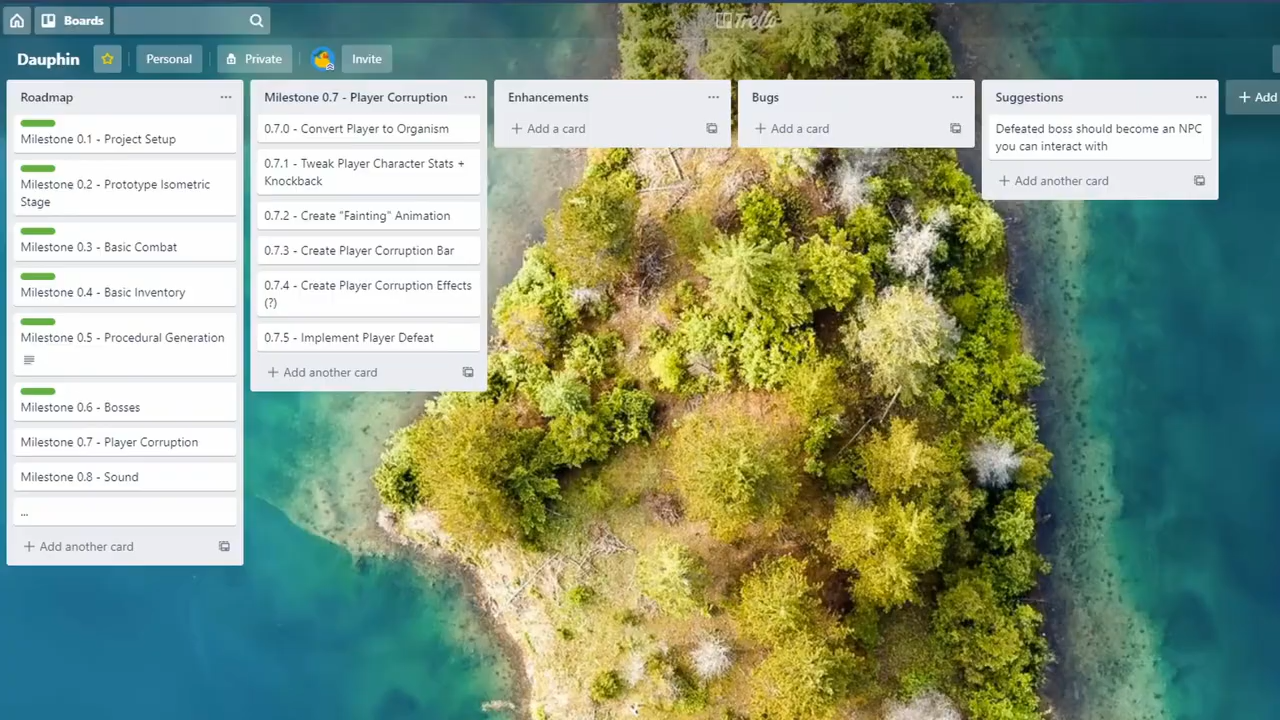 Boards
Trello
Dauphin
Personal
Private
Invite
Roadmap
Milestone 0.1 - Project Setup
Milestone 0.2 - Prototype Isometric
Stage
Milestone 0.3 - Basic Combat
Milestone 0.4 - Basic Inventory
Milestone 0.5 - Procedural Generation
Milestone 0.6 - Bosses
Milestone 0.7 - Player Corruption
Milestone 0.8 - Sound
...
+ Add another card
Milestone 0.7 - Player Corruption
0.7.0 - Convert Player to Organism
0.7.1 - Tweak Player Character Stats +
Knockback
0.7.2 - Create "Fainting" Animation
0.7.3 - Create Player Corruption Bar
0.7.4 - Create Player Corruption Effects
(?)
0.7.5 - Implement Player Defeat
+ Add another card
Enhancements
+ Add a card
Bugs
+ Add a card
Suggestions
Defeated boss should become an NPC
you can interact with
+ Add another card
+ Add